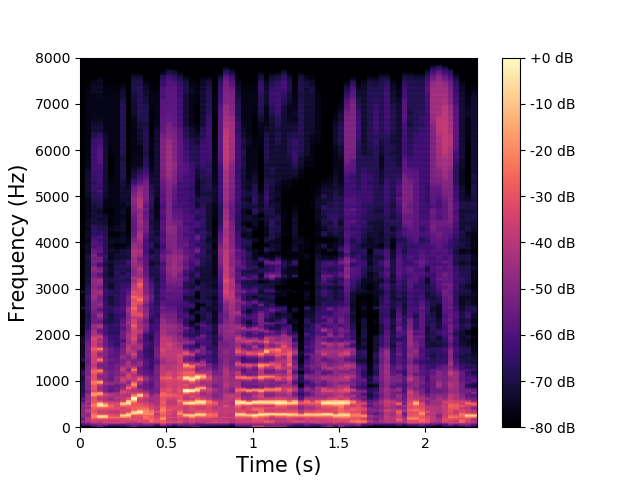 8000
7000
6000
5000
4000
3000
2000
1000
0
Frequency (Hz)
0
0.5
1
1.5
2
Time (s)
+0 dB
-10 dB
-20 dB
-30 dB
-40 dB
-50 dB
-60 dB
-70 dB
-80 dB